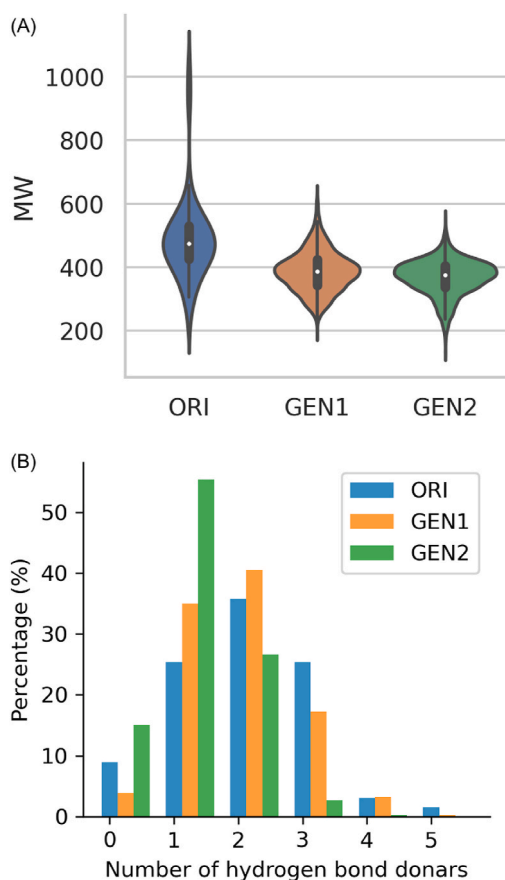 (A)
1000
800
600
400
200
MW
ORI GEN1 GEN2
(B)
50
40
30
20
10
0
Percentage (%)
ORI
GEN1
GEN2
0 1 2 3 4 5
Number of hydrogen bond donars